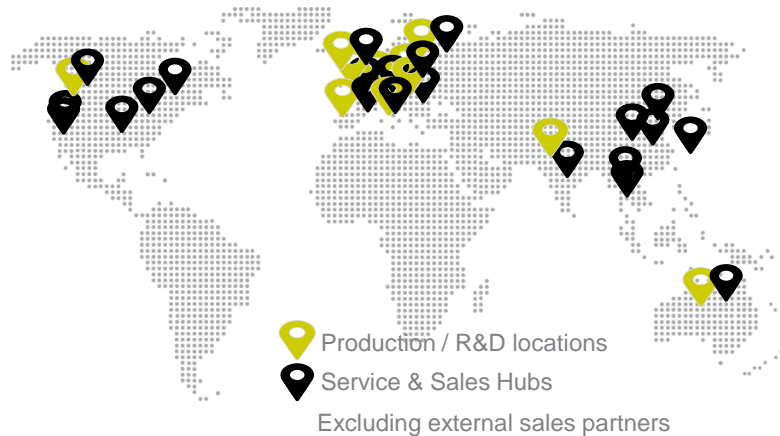 Production / R&D locations
Service & Sales Hubs
Excluding external sales partners